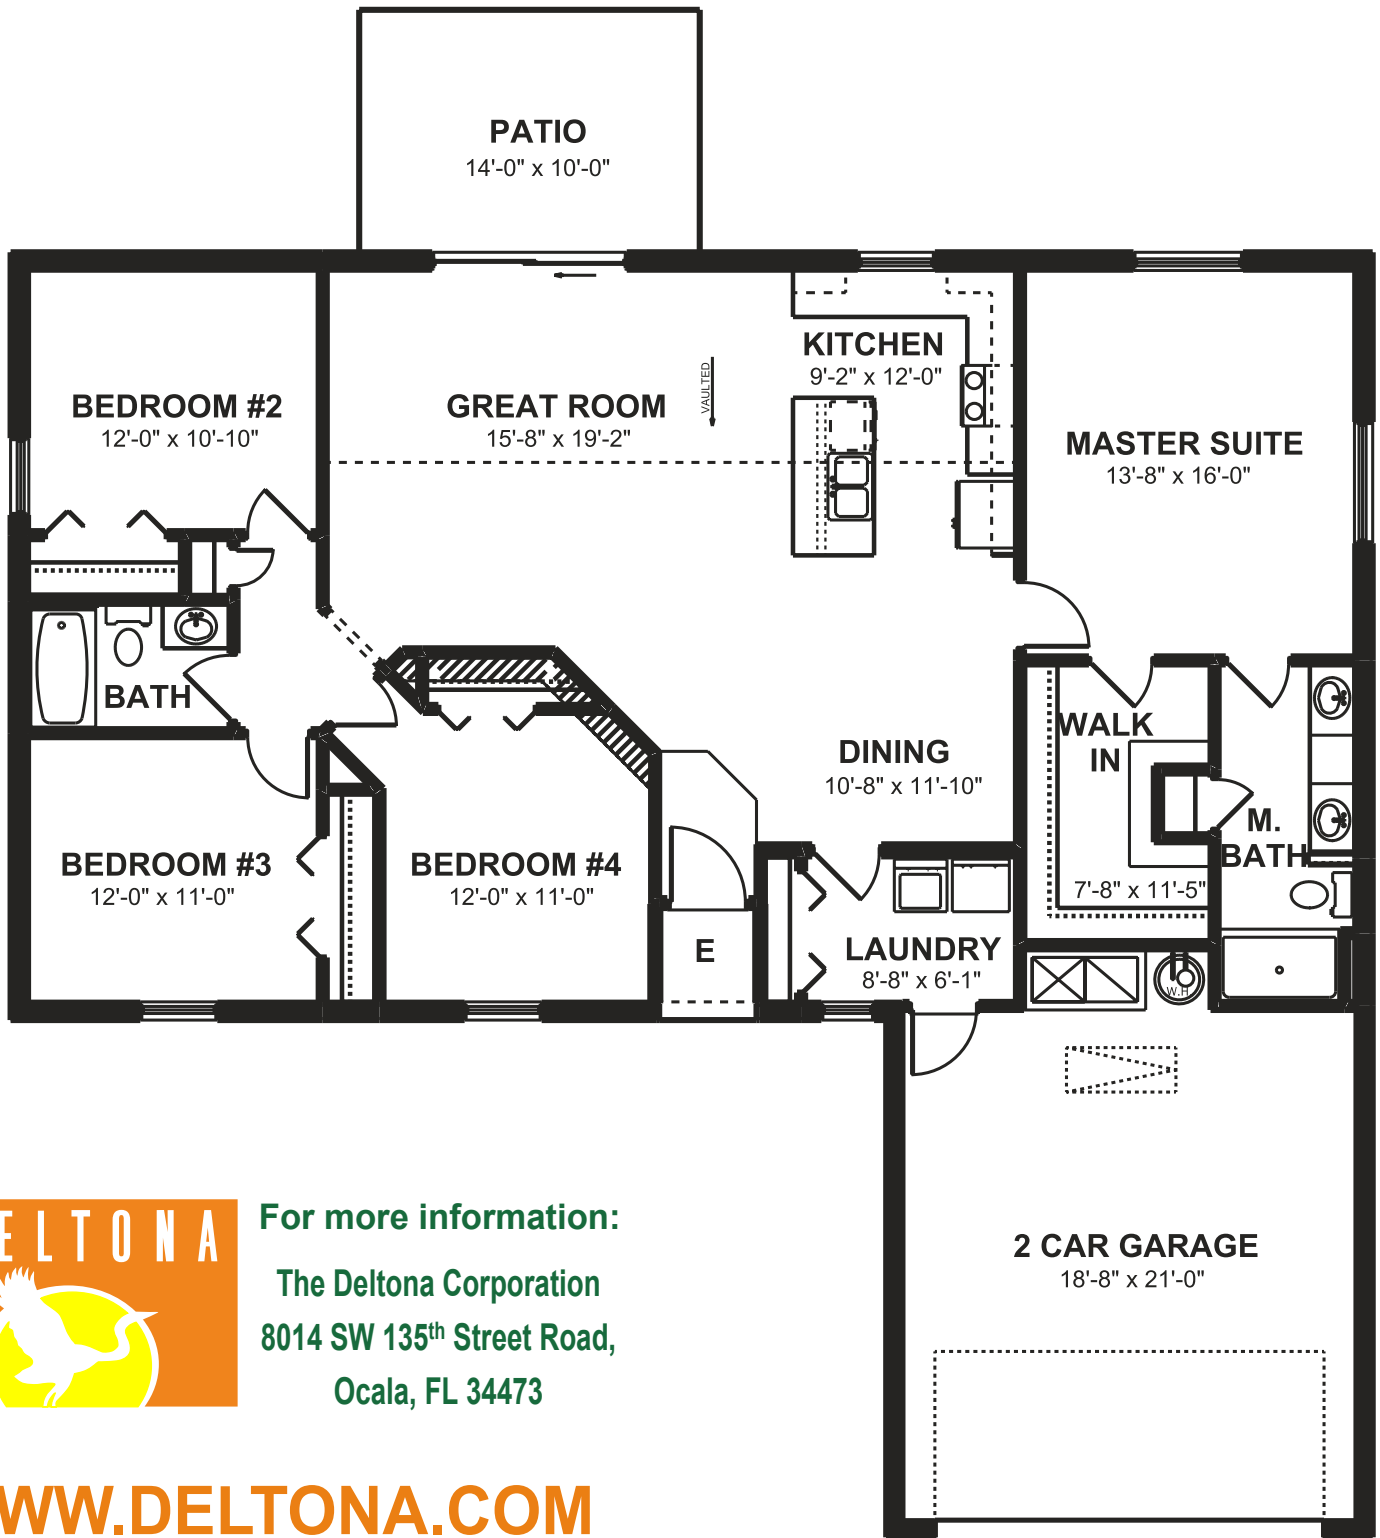 PATIO
14'-0" x 10'-0"
KITCHEN
9'-2" x 12'-0"
VAULTED
BEDROOM #2
12'-0" x 10'-10"
GREAT ROOM
15'-8" x 19'-2"
MASTER SUITE
13'-8" x 16'-0"
BATH
WALK
IN
7'-8" x 11'-5"
DINING
10'-8" x 11'-10"
M.
BATH
BEDROOM #3
12'-0" x 11'-0"
BEDROOM #4
12'-0" x 11'-0"
E
LAUNDRY
8'-8" x 6'-1"
W.H
2 CAR GARAGE
18'-8" x 21'-0"
ELTONA
For more information:
The Deltona Corporation
8014 SW 135th Street Road,
Ocala, FL 34473
WW.DELTONA.COM